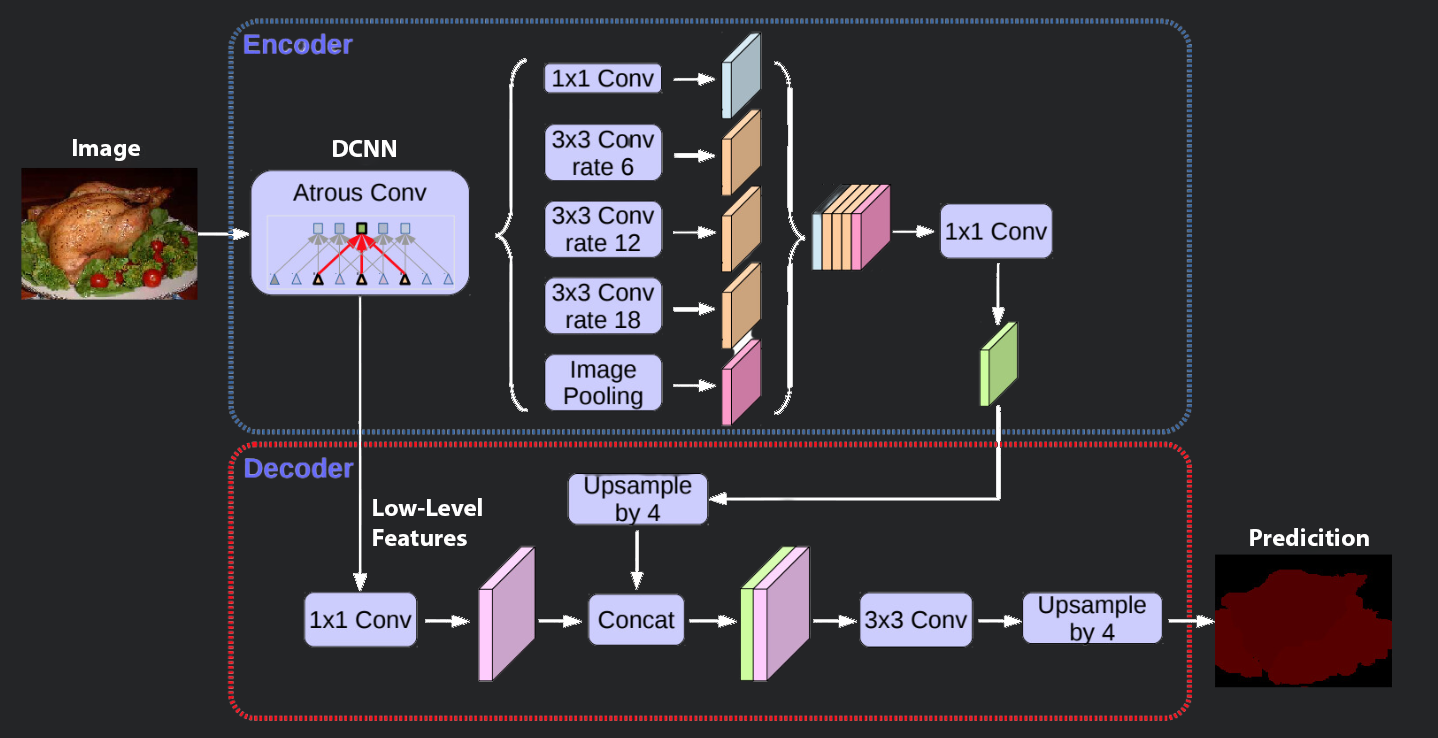 Encoder
Image
DCNN
Atrous Conv
1x1 Conv
3x3 Conv
rate 6
3x3 Conv
rate 12
3x3 Conv
rate 18
Image
Pooling
1x1 Conv
Decoder
Low-Level
Features
Upsample
by 4
1x1 Conv
Concat
3x3 Conv
Upsample
by 4
Predicition